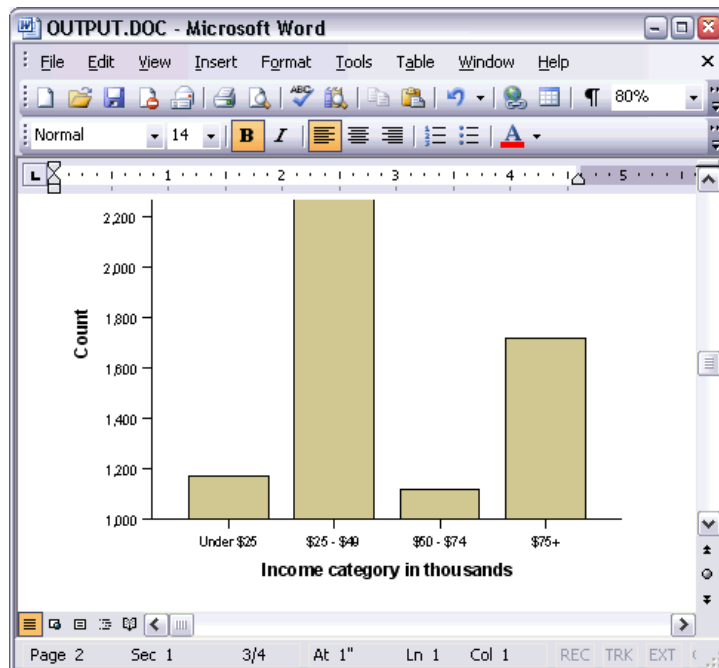 OUTPUT.DOC - Microsoft Word
File Edit View Insert Format Tools Table Window Help
ABC 80%
Normal 14 B I A
L 1 2 3 4 5
2,200
2,000
1,800
1,600
1,400
1,200
1,000
Count
Under $25 $25 - $49 $50 - $74 $75+
Income category in thousands
Page 2 Sec 1 3/4 At 1" Ln 1 Col 1 REC TRK EXT